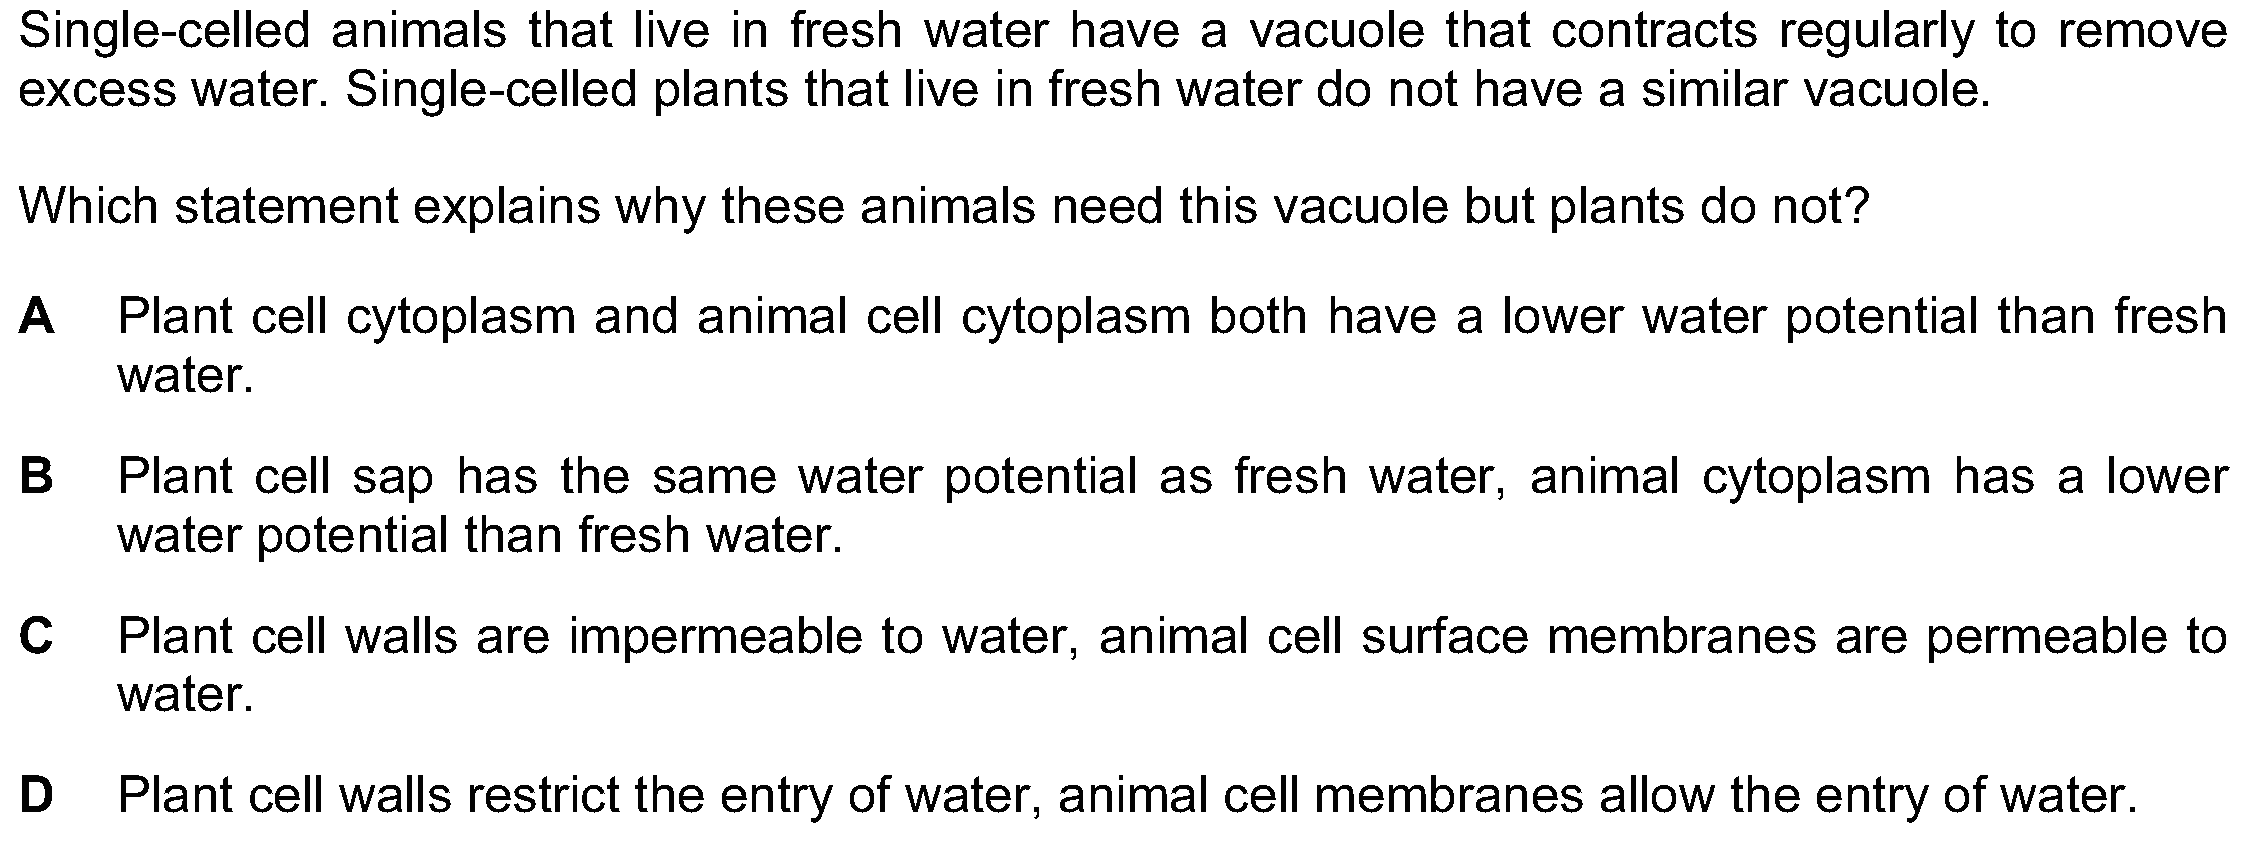 Single-celled animals that live in fresh water have a vacuole that contracts regularly to remove
excess water. Single-celled plants that live in fresh water do not have a similar vacuole.
Which statement explains why these animals need this vacuole but plants do not?
A Plant cell cytoplasm and animal cell cytoplasm both have a lower water potential than fresh
water.
B Plant cell sap has the same water potential as fresh water, animal cytoplasm has a lower
water potential than fresh water.
C Plant cell walls are impermeable to water, animal cell surface membranes are permeable to
water.
D Plant cell walls restrict the entry of water, animal cell membranes allow the entry of water.